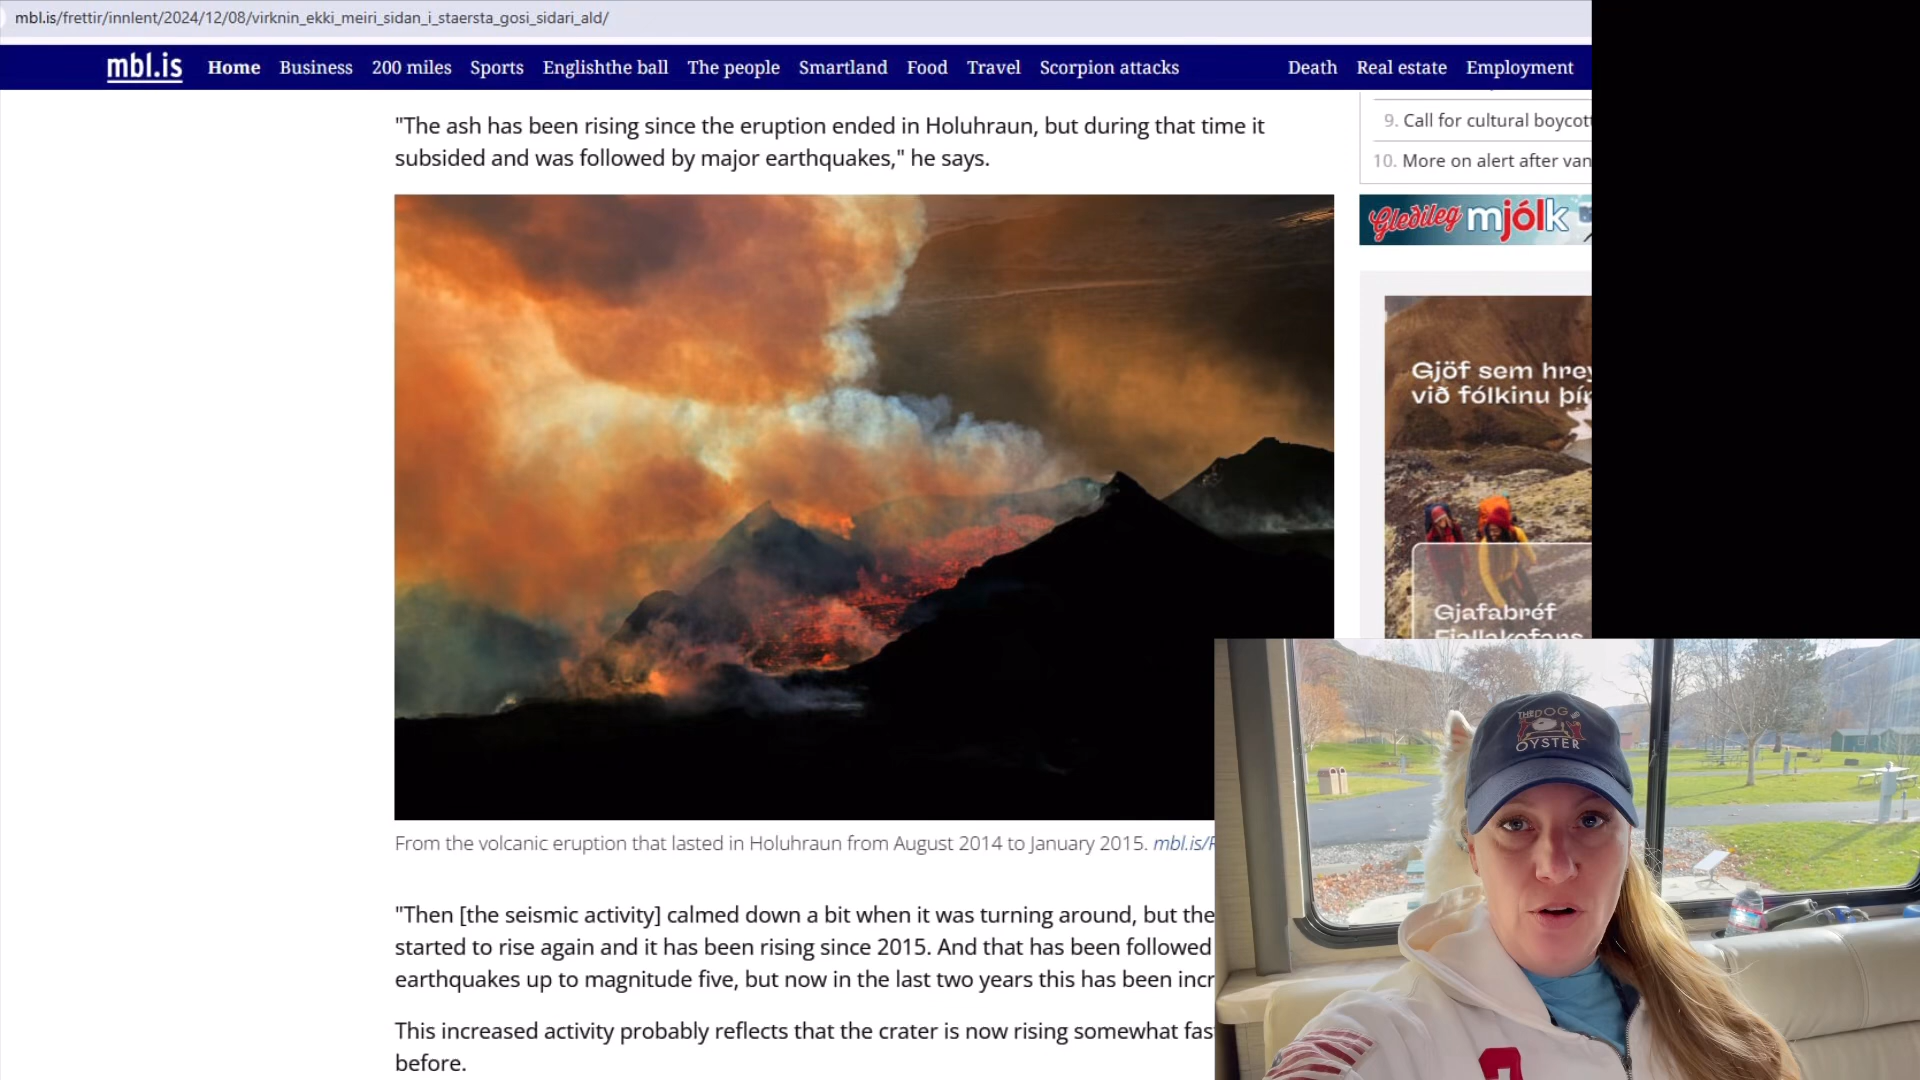 mbl.is/frettir/innlent/2024/12/08/virknin_ekki_meiri_sidan_i_staersta_gosi_sidari_ald/
mbl.is Home Business 200 miles Sports Englishthe ball The people Smartland Food Travel Scorpion attacks Death Real estate Employment
"The ash has been rising since the eruption ended in Holuhraun, but during that time it
subsided and was followed by major earthquakes," he says.
9. Call for cultural boycott
10. More on alert after van
Gleðileg mjólk
Gjöf sem hrey
við fólkinu þín
Gjafabréf
Fjallakofans
THE DOG &
OYSTER
From the volcanic eruption that lasted in Holuhraun from August 2014 to January 2015. mbl.is/R
"Then [the seismic activity] calmed down a bit when it was turning around, but the
started to rise again and it has been rising since 2015. And that has been followed
earthquakes up to magnitude five, but now in the last two years this has been incr
This increased activity probably reflects that the crater is now rising somewhat fas
before.